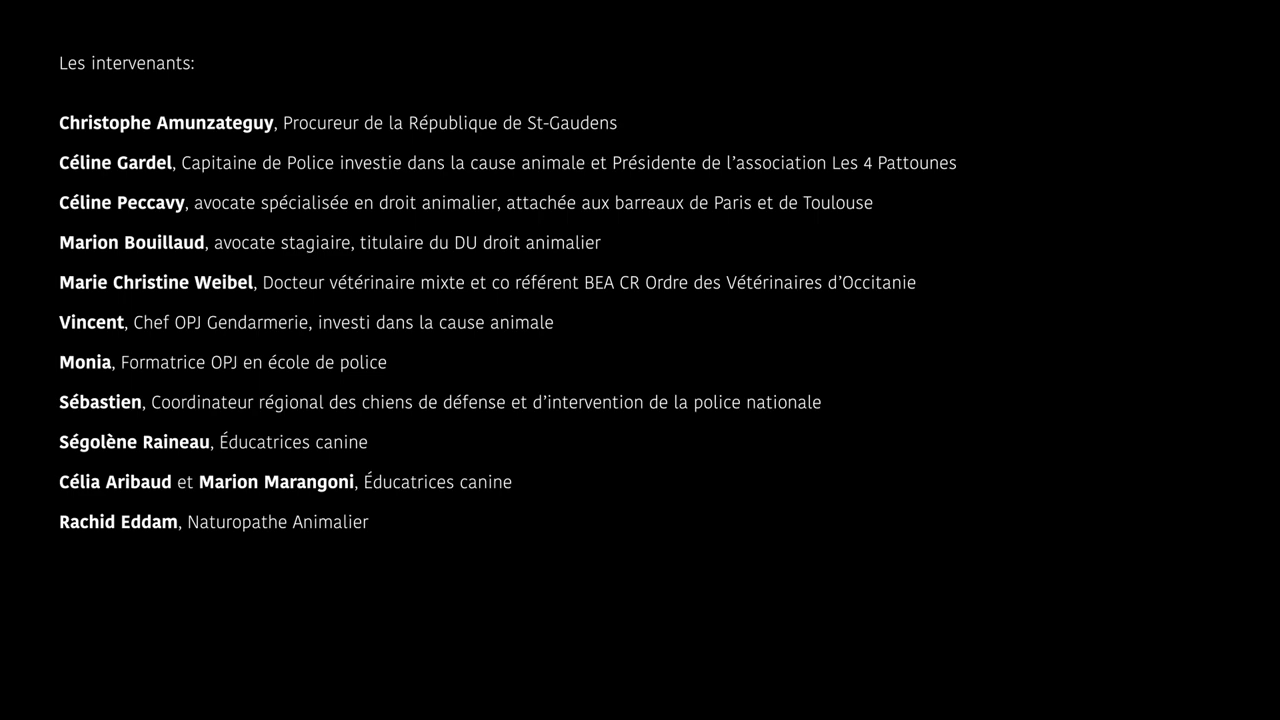 Les intervenants:
Christophe Amunzateguy, Procureur de la République de St-Gaudens
Céline Gardel, Capitaine de Police investie dans la cause animale et Présidente de l’association Les 4 Pattounes
Céline Peccavy, avocate spécialisée en droit animalier, attachée aux barreaux de Paris et de Toulouse
Marion Bouillaud, avocate stagiaire, titulaire du DU droit animalier
Marie Christine Weibel, Docteur vétérinaire mixte et co référent BEA CR Ordre des Vétérinaires d’Occitanie
Vincent, Chef OPJ Gendarmerie, investi dans la cause animale
Monia, Formatrice OPJ en école de police
Sébastien, Coordinateur régional des chiens de défense et d’intervention de la police nationale
Ségolène Raineau, Éducatrices canine
Célia Aribaud et Marion Marangoni, Éducatrices canine
Rachid Eddam, Naturopathe Animalier